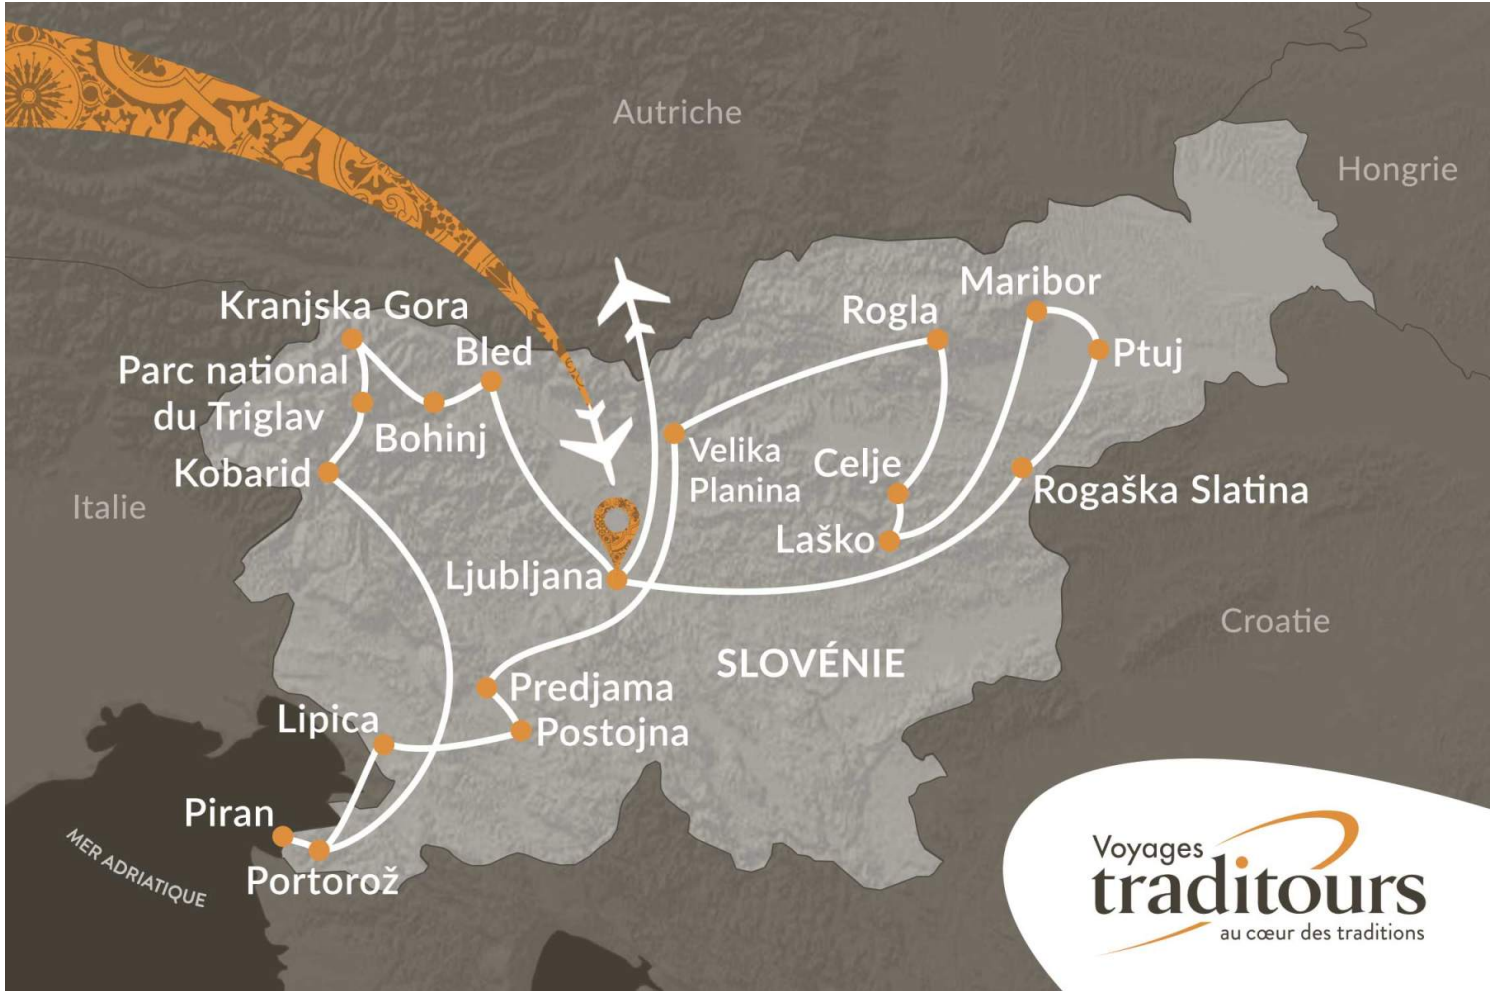 Autriche
Hongrie
Maribor
Kranjska Gora
Rogla
Bled
Ptuj
Parc national
du Triglav
Bohinj
Velika
Planina
Celje
Kobarid
Rogaška Slatina
Italie
Laško
Ljubljana
Croatie
SLOVÉNIE
Predjama
Lipica
Postojna
Piran
MER ADRIATIQUE
Portorož
Voyages
traditours
au cœur des traditions